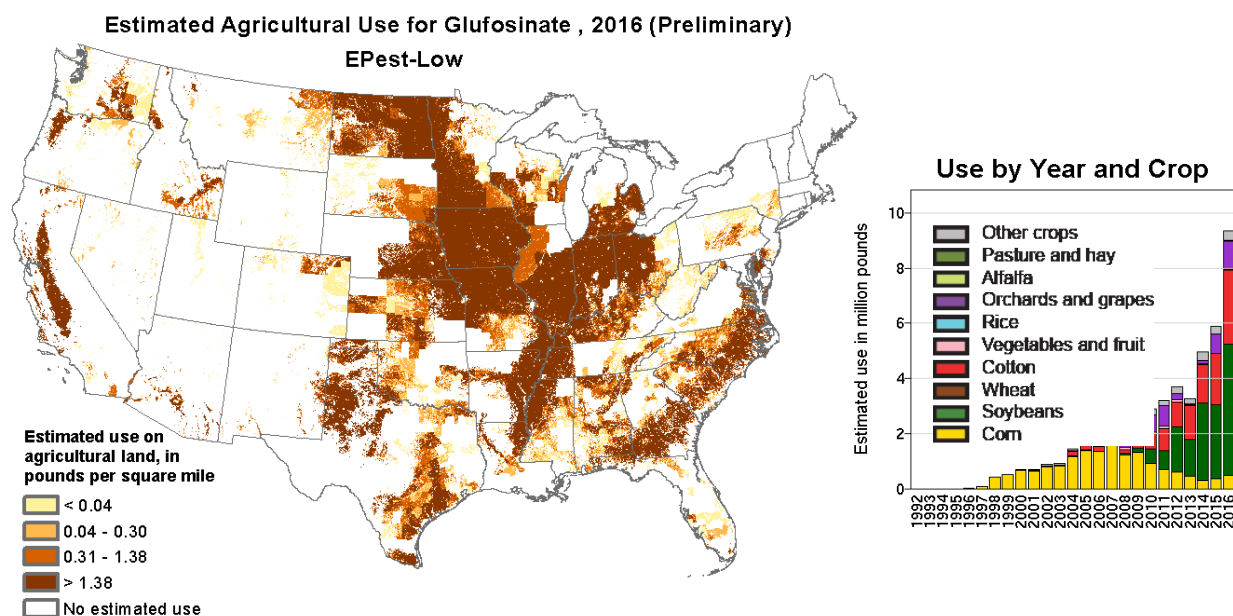 Estimated Agricultural Use for Glufosinate , 2016 (Preliminary)
EPest-Low
Estimated use on
agricultural land, in
pounds per square mile
< 0.04
0.04 - 0.30
0.31 - 1.38
> 1.38
No estimated use
Use by Year and Crop
Estimated use in million pounds
10
8
6
4
2
0
Other crops
Pasture and hay
Alfalfa
Orchards and grapes
Rice
Vegetables and fruit
Cotton
Wheat
Soybeans
Corn
1992
1993
1994
1995
1996
1997
1998
1999
2000
2001
2002
2003
2004
2005
2006
2007
2008
2009
2010
2011
2012
2013
2014
2015
2016